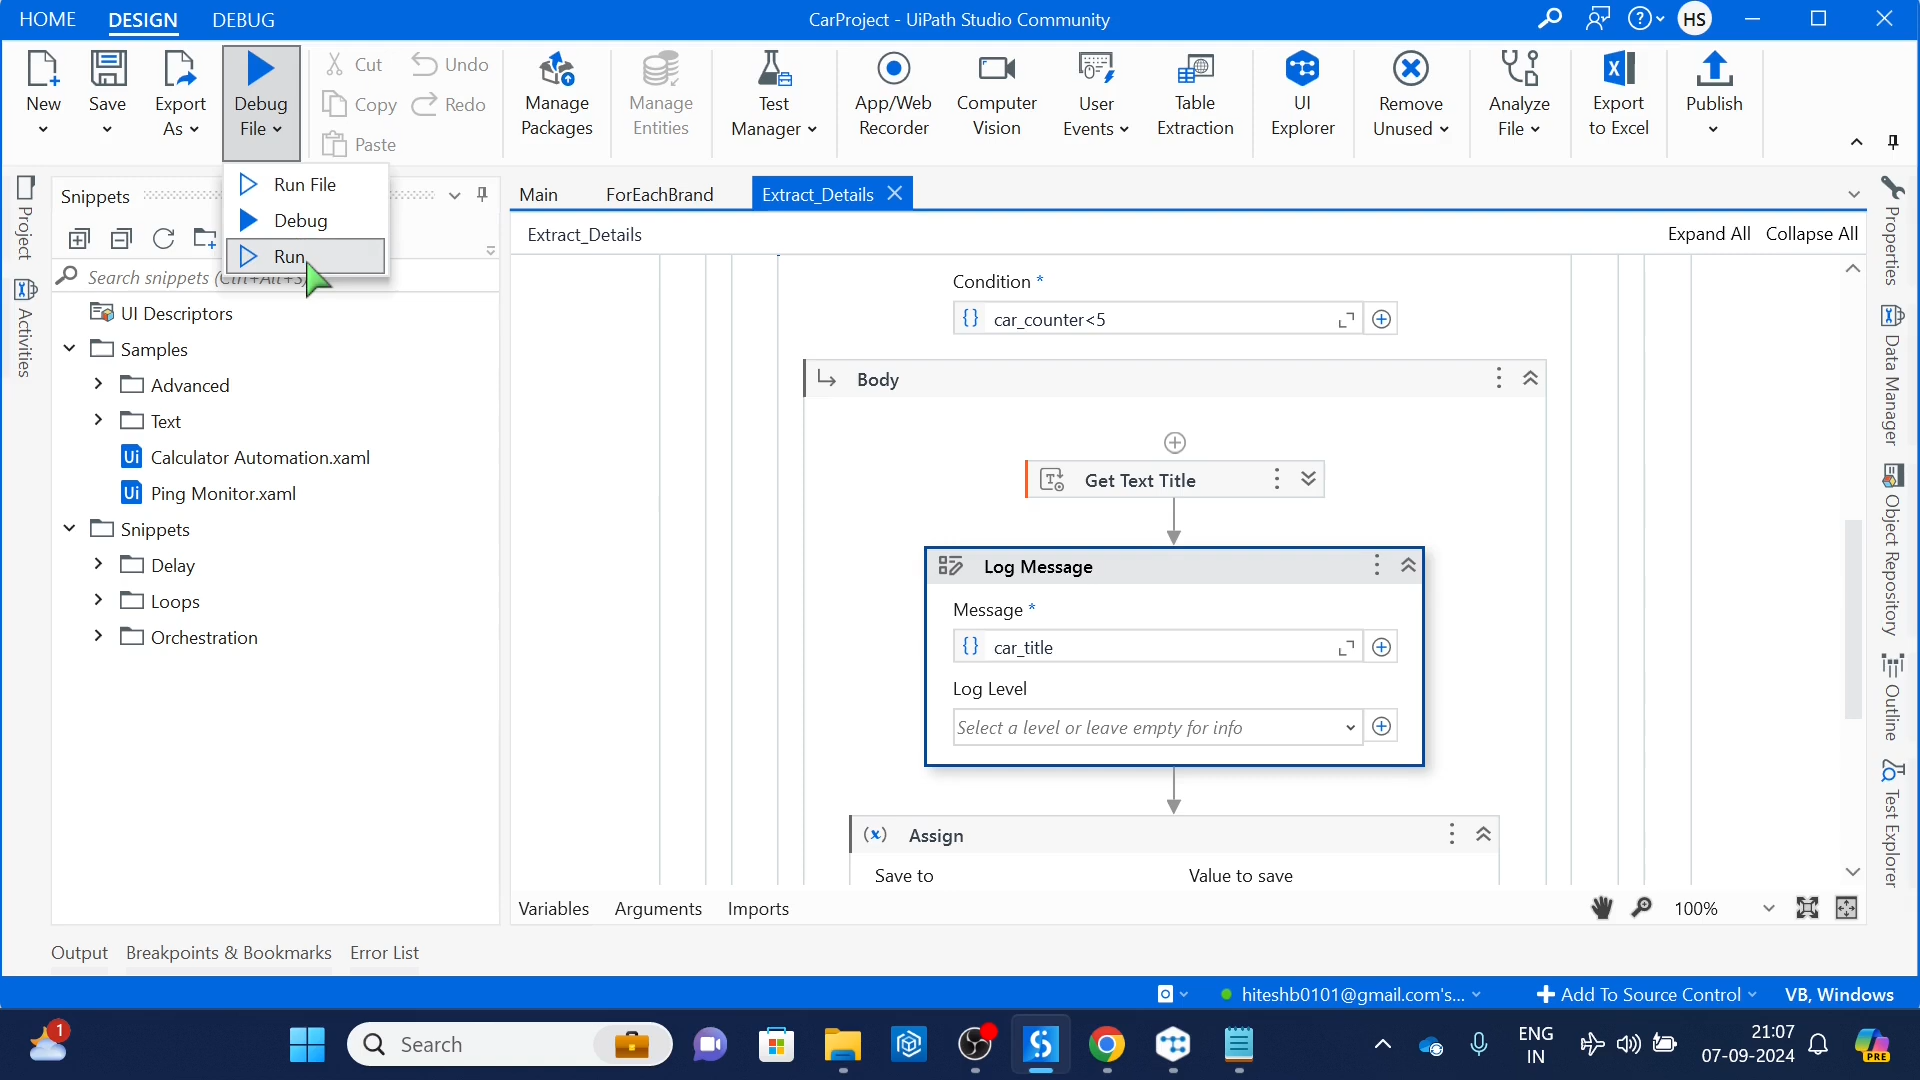 HOME
DESIGN
DEBUG
CarProject - UiPath Studio Community
HS
New
Save
Export
As
Debug
File
Cut
Copy
Paste
Undo
Redo
Manage
Packages
Manage
Entities
Test
Manager
App/Web
Recorder
Computer
Vision
User
Events
Table
Extraction
UI
Explorer
Remove
Unused
Analyze
File
Export
to Excel
Publish
Run File
Debug
Run
Project
Activities
Snippets
Search snippets (Ctrl+Alt+S)
UI Descriptors
Samples
Advanced
Text
Calculator Automation.xaml
Ping Monitor.xaml
Snippets
Delay
Loops
Orchestration
Main
ForEachBrand
Extract_Details
Extract_Details
Expand All
Collapse All
Condition *
car_counter<5
Body
Get Text Title
Log Message
Message *
car_title
Log Level
Select a level or leave empty for info
Assign
Save to
Value to save
Variables
Arguments
Imports
100%
Properties
Data Manager
Object Repository
Outline
Test Explorer
Output
Breakpoints & Bookmarks
Error List
hiteshb0101@gmail.com's...
Add To Source Control
VB, Windows
1
Search
ENG
IN
21:07
07-09-2024
PRE